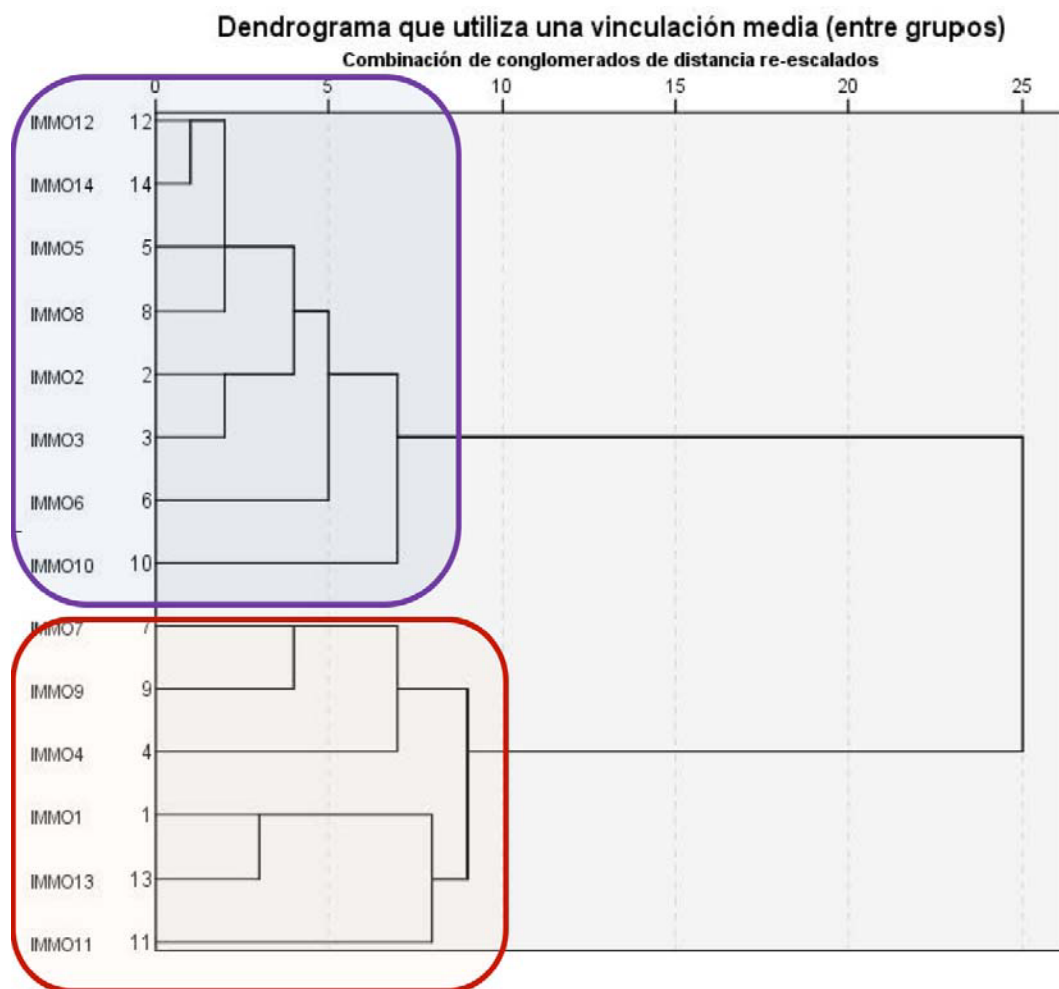 Dendrograma que utiliza una vinculación media (entre grupos)
Combinación de conglomerados de distancia re-escalados
0 5 10 15 20 25
IMMO12 12
IMMO14 14
IMMO5 5
IMMO8 8
IMMO2 2
IMMO3 3
IMMO6 6
IMMO10 10
IMMO7 7
IMMO9 9
IMMO4 4
IMMO1 1
IMMO13 13
IMMO11 11